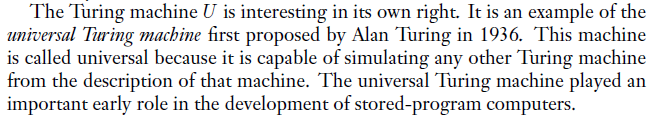 The Turing machine U is interesting in its own right. It is an example of the
universal Turing machine first proposed by Alan Turing in 1936. This machine
is called universal because it is capable of simulating any other Turing machine
from the description of that machine. The universal Turing machine played an
important early role in the development of stored-program computers.